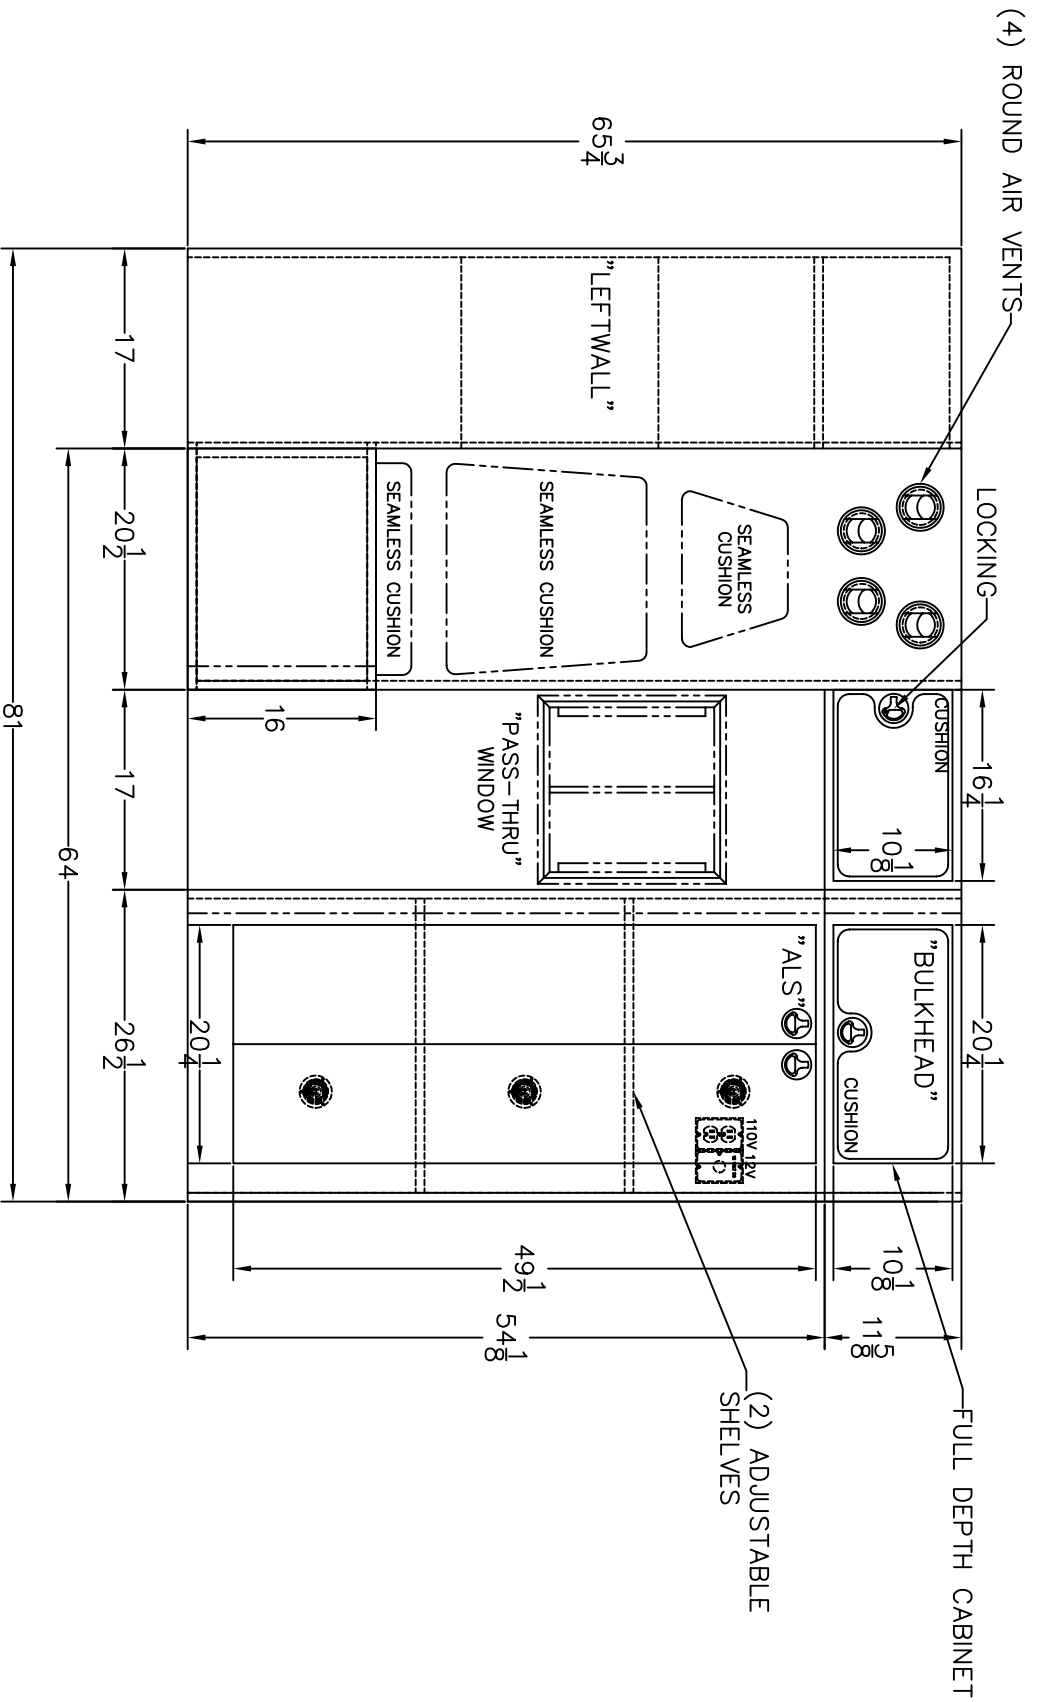 (4) ROUND AIR VENTS
LOCKING
FULL DEPTH CABINET
65 3/4
"LEFTWALL"
SEAMLESS
CUSHION
SEAMLESS CUSHION
SEAMLESS CUSHION
CUSHION
16 1/4
10 1/8
"PASS-THRU"
WINDOW
"BULKHEAD"
CUSHION
20 1/4
"ALS"
110V 12V
10 1/8
11 5/8
49 1/2
54 1/8
(2) ADJUSTABLE
SHELVES
16
20 1/4
17
20 1/2
17
26 1/2
64
81